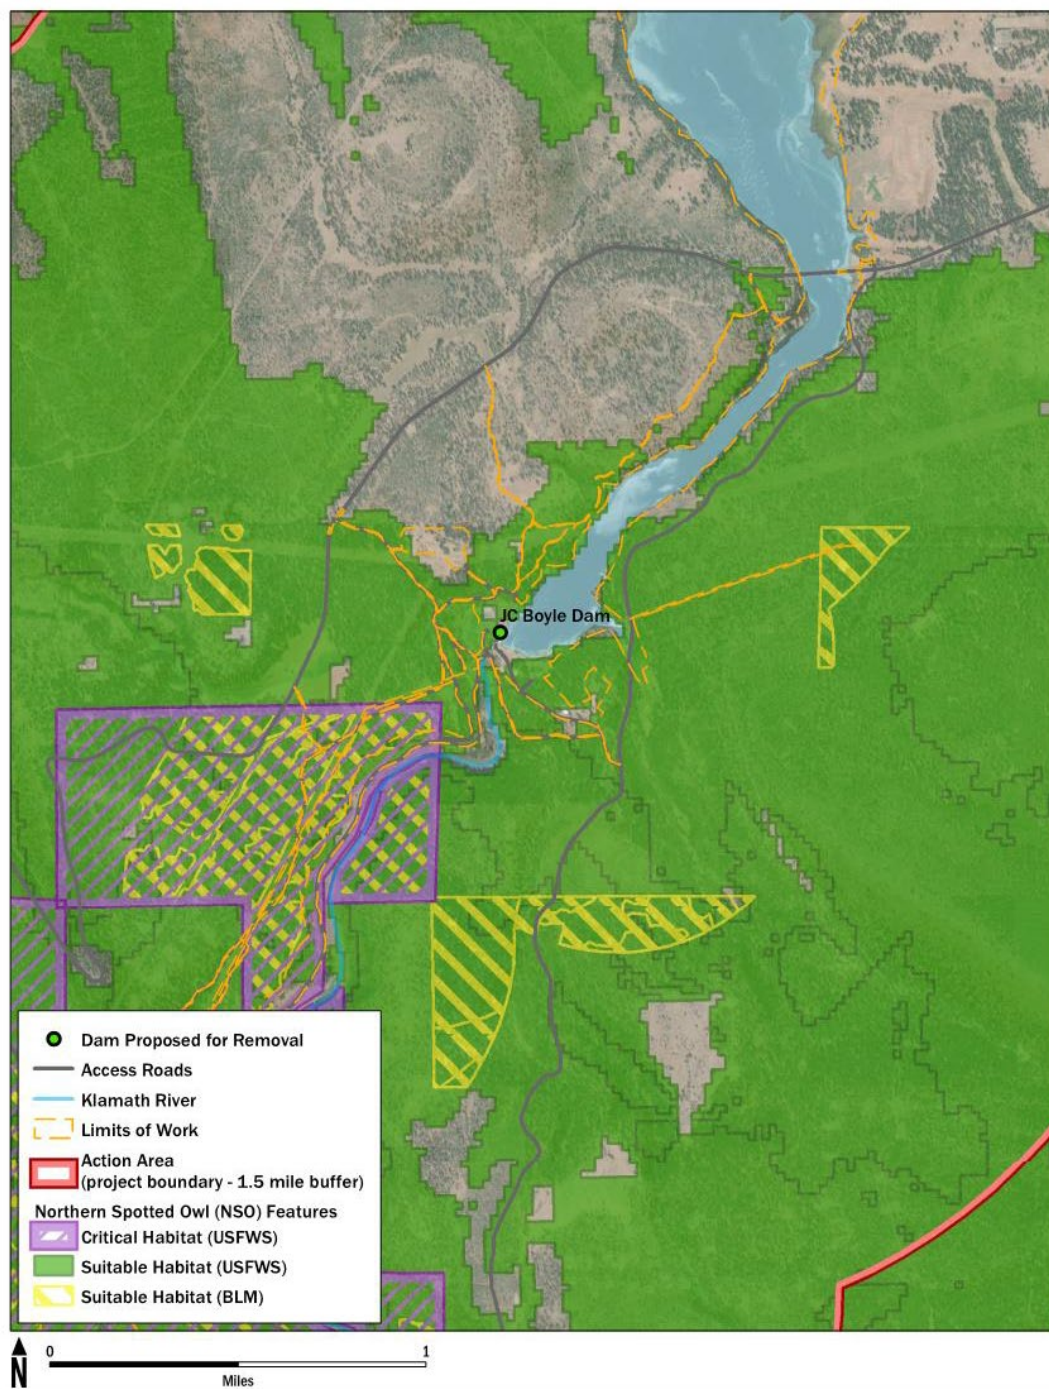 JC Boyle Dam
Dam Proposed for Removal
Access Roads
Klamath River
Limits of Work
Action Area
(project boundary - 1.5 mile buffer)
Northern Spotted Owl (NSO) Features
Critical Habitat (USFWS)
Suitable Habitat (USFWS)
Suitable Habitat (BLM)
N
0 1
Miles